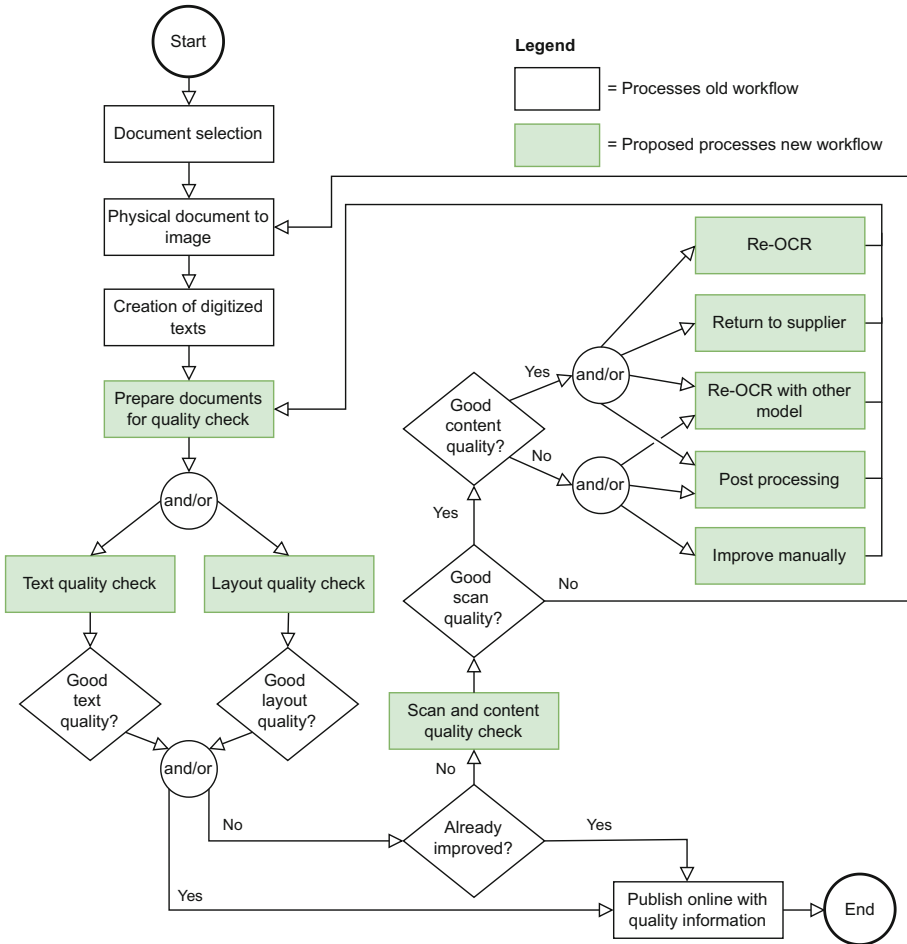 Start
Legend
= Processes old workflow
= Proposed processes new workflow
Document selection
Physical document to
image
Creation of digitized
texts
Prepare documents
for quality check
and/or
Text quality check
Layout quality check
Good
text
quality?
Good
layout
quality?
and/or
No
Yes
Already
improved?
No
Yes
Scan and content
quality check
Good
scan
quality?
Yes
No
Good
content
quality?
Yes
No
and/or
and/or
Re-OCR
Return to supplier
Re-OCR with other
model
Post processing
Improve manually
Publish online with
quality information
End